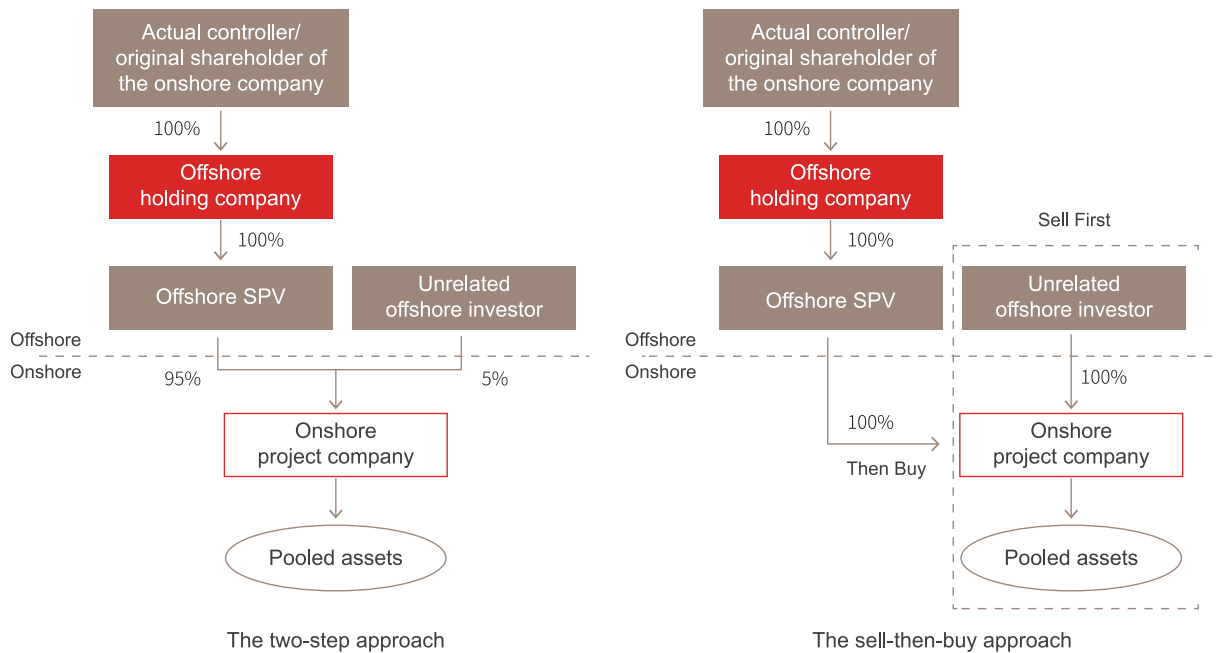 Actual controller/
original shareholder of
the onshore company
100%
Offshore
holding company
100%
Offshore SPV
Unrelated
offshore investor
Offshore
Onshore
95%
5%
Onshore
project company
Pooled assets
The two-step approach
Actual controller/
original shareholder of
the onshore company
100%
Offshore
holding company
100%
Sell First
Offshore SPV
Unrelated
offshore investor
Offshore
Onshore
100%
100%
Then Buy
Onshore
project company
Pooled assets
The sell-then-buy approach